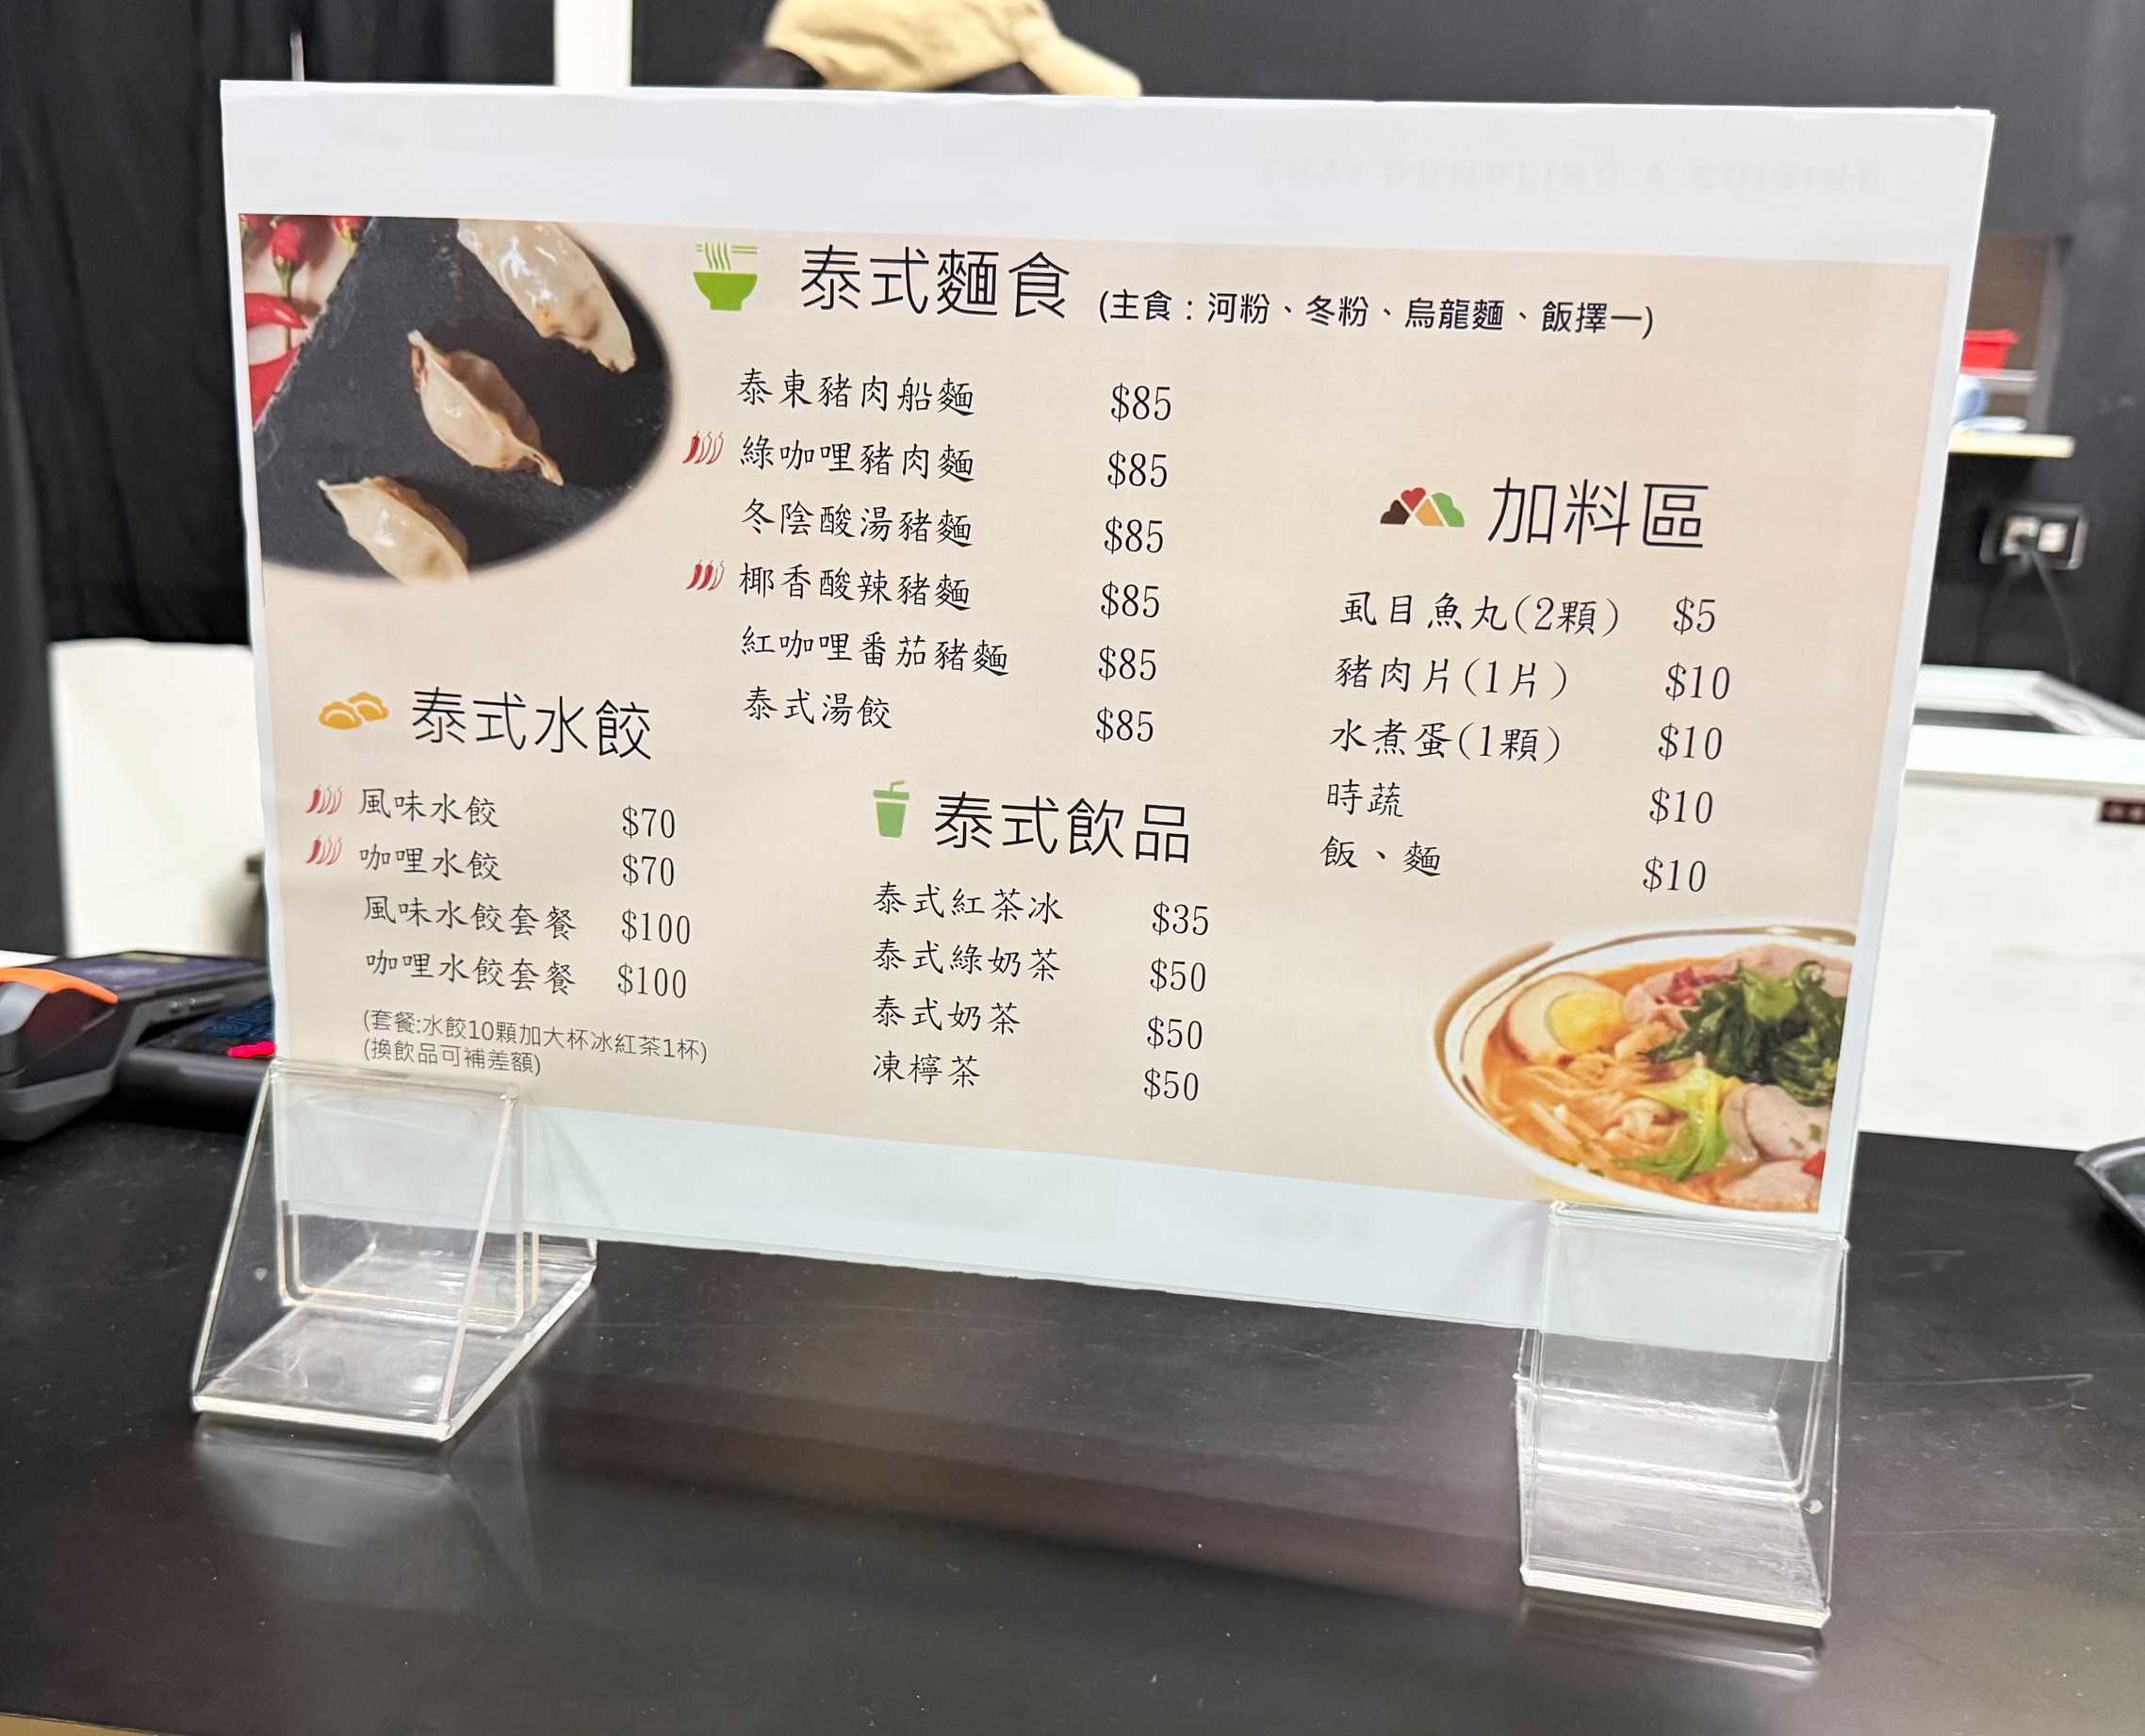 THAI DUMPLING & CUISINE
泰式麵食 (主食：河粉、冬粉、烏龍麵、飯擇一)
泰東豬肉船麵 $85
綠咖哩豬肉麵 $85
冬陰酸湯豬麵 $85
椰香酸辣豬麵 $85
紅咖哩番茄豬麵 $85
泰式湯餃 $85
泰式水餃
風味水餃 $70
咖哩水餃 $70
風味水餃套餐 $100
咖哩水餃套餐 $100
(套餐:水餃10顆加大杯冰紅茶1杯)
(換飲品可補差額)
泰式飲品
泰式紅茶冰 $35
泰式綠奶茶 $50
泰式奶茶 $50
凍檸茶 $50
加料區
虱目魚丸(2顆) $5
豬肉片(1片) $10
水煮蛋(1顆) $10
時蔬 $10
飯、麵 $10